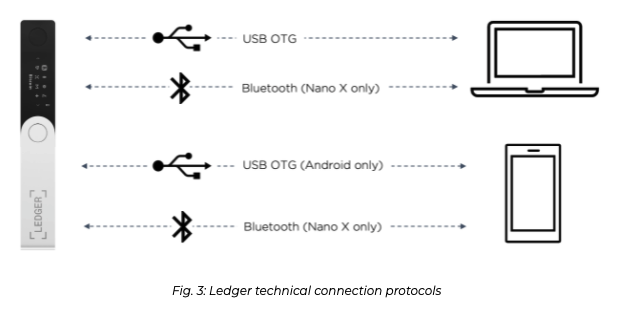 USB OTG
Bluetooth (Nano X only)
USB OTG (Android only)
Bluetooth (Nano X only)
LEDGER
Fig. 3: Ledger technical connection protocols